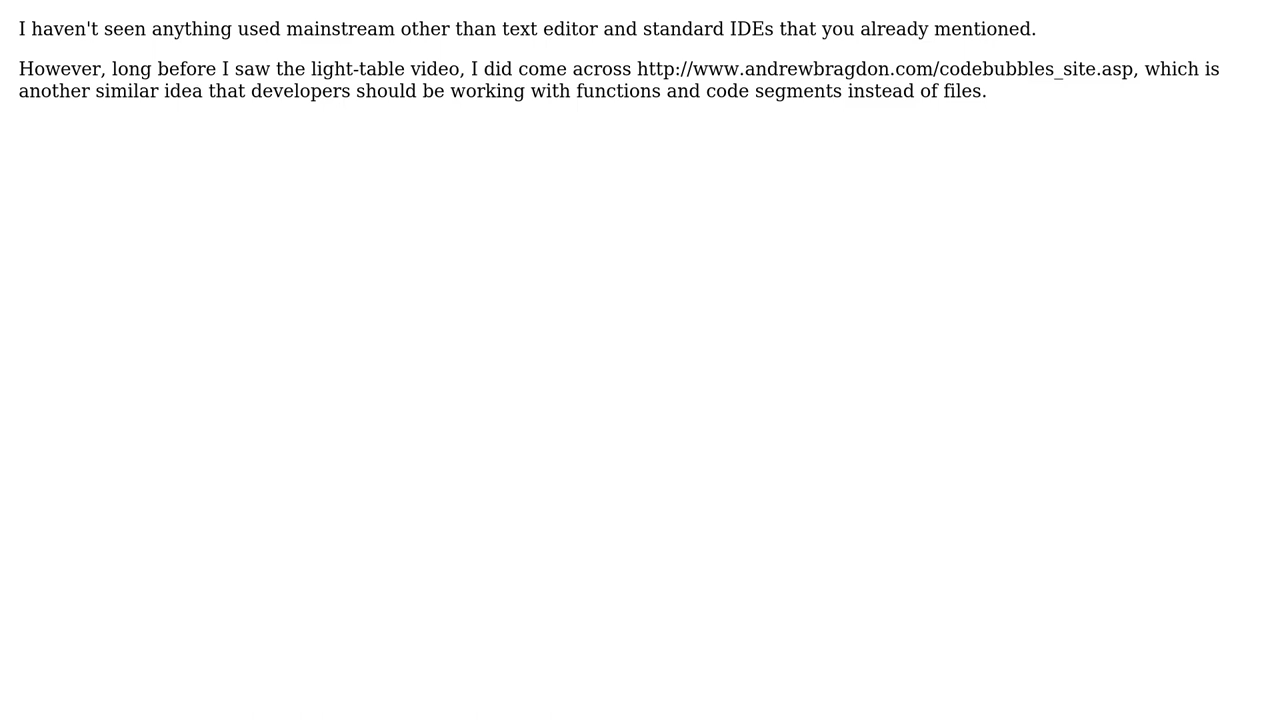 I haven't seen anything used mainstream other than text editor and standard IDEs that you already mentioned.
However, long before I saw the light-table video, I did come across http://www.andrewbragdon.com/codebubbles_site.asp, which is
another similar idea that developers should be working with functions and code segments instead of files.